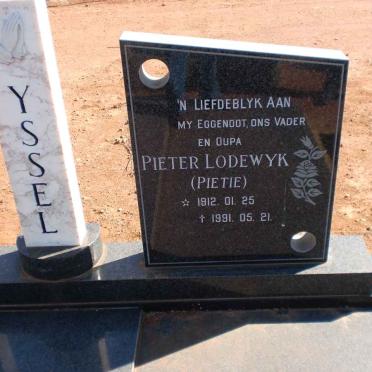 YSSEL
'N LIEFDEBLYK AAN
MY EGGENOOT, ONS VADER
EN OUPA
PIETER LODEWYK
(PIETIE)
☆ 1912. 01. 25
† 1991. 05. 21.